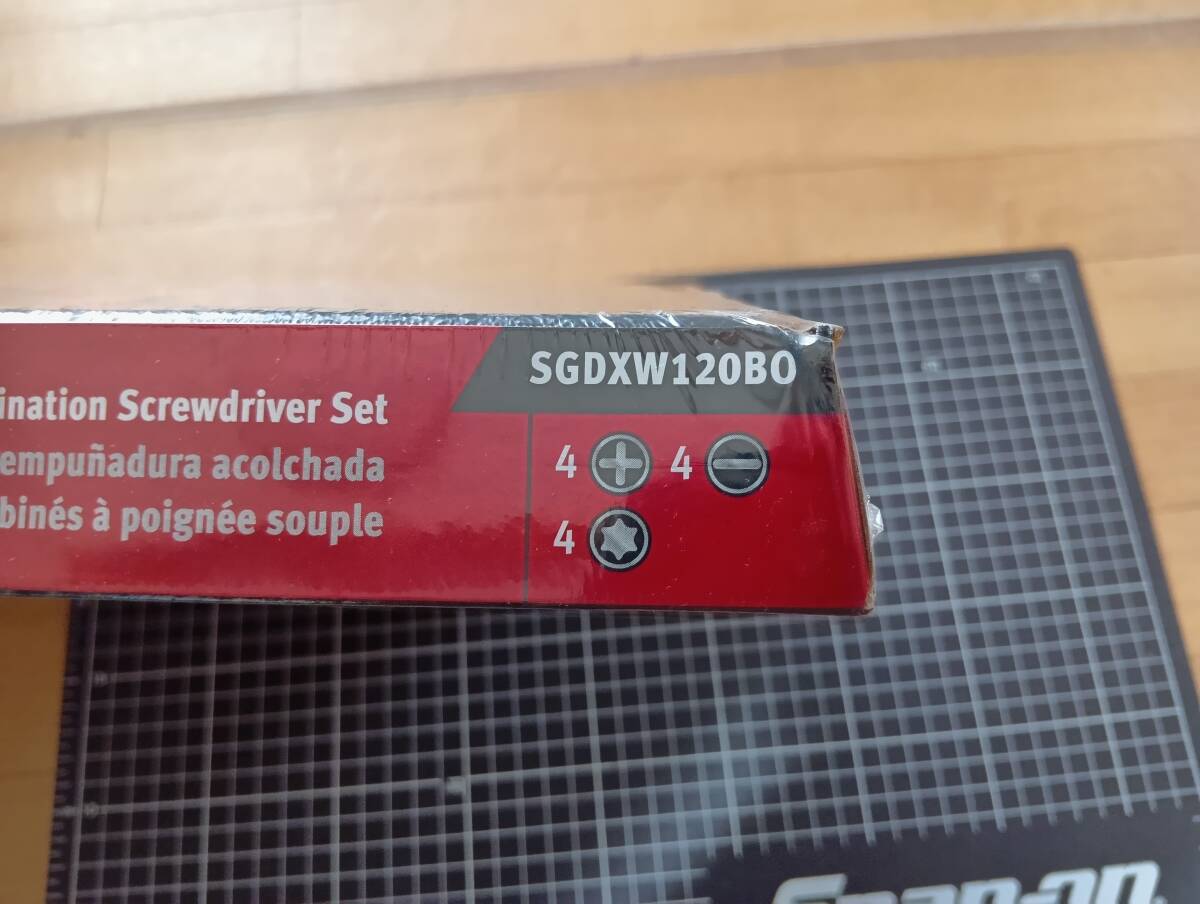 SGDXW120BO
ination Screwdriver Set
empuñadura acolchada
binés à poignée souple
4 4
4
Snap-on